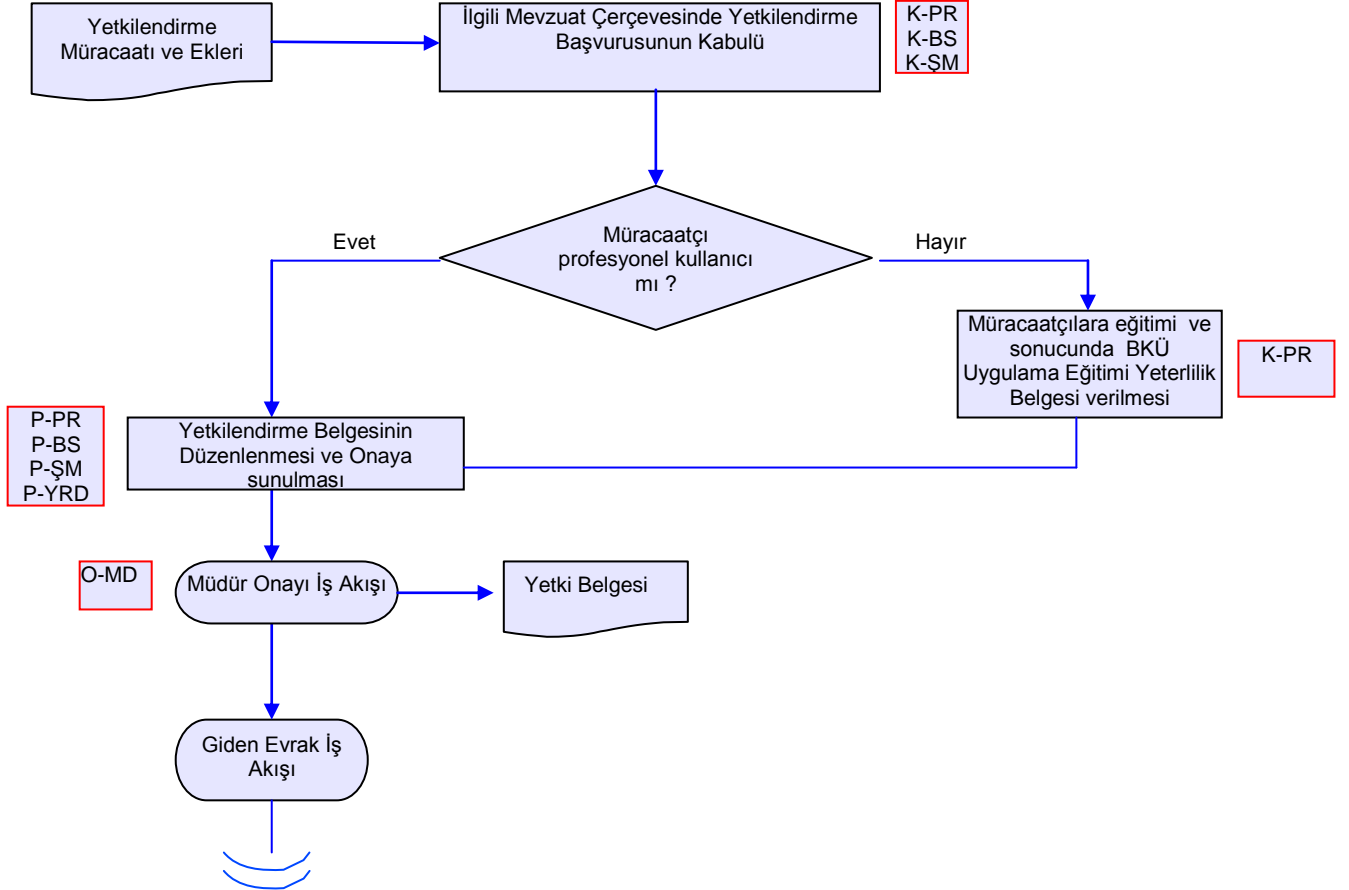 Yetkilendirme
Müracaatı ve Ekleri
İlgili Mevzuat Çerçevesinde Yetkilendirme
Başvurusunun Kabulü
K-PR
K-BS
K-ŞM
Müracaatçı
profesyonel kullanıcı
mı ?
Evet
Hayır
Müracaatçılara eğitimi ve
sonucunda BKÜ
Uygulama Eğitimi Yeterlilik
Belgesi verilmesi
K-PR
P-PR
P-BS
P-ŞM
P-YRD
Yetkilendirme Belgesinin
Düzenlenmesi ve Onaya
sunulması
O-MD
Müdür Onayı İş Akışı
Yetki Belgesi
Giden Evrak İş
Akışı